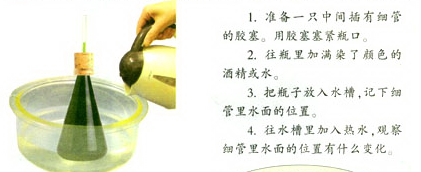 1. 准备一只中间插有细管
的胶塞。用胶塞塞紧瓶口。
2. 往瓶里加满染了颜色的
酒精或水。
3. 把瓶子放入水槽,记下细
管里水面的位置。
4. 往水槽里加入热水,观察
细管里水面的位置有什么变化。